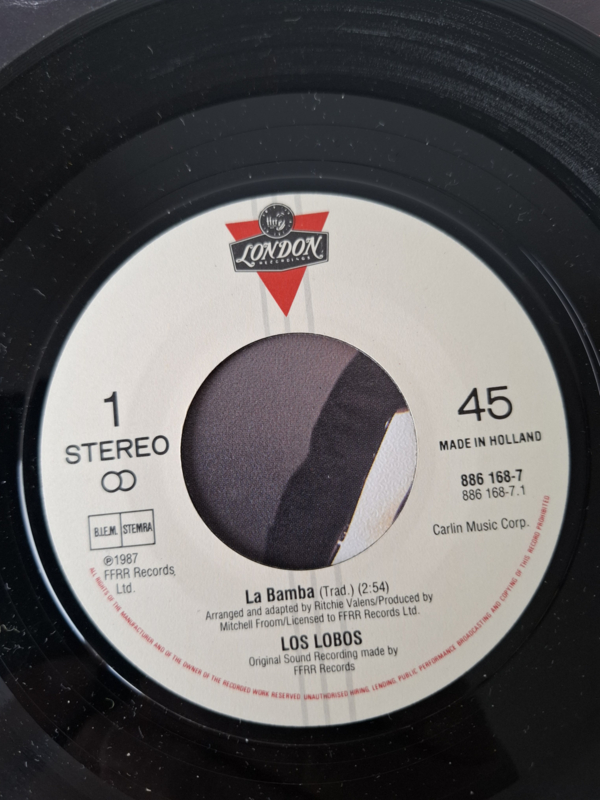 LONDON
RECORDINGS
1
STEREO
45
MADE IN HOLLAND
886 168-7
886 168-7.1
B.I.E.M. STEMRA
Carlin Music Corp.
℗1987
FFRR Records
Ltd.
La Bamba (Trad.) (2:54)
Arranged and adapted by Ritchie Valens/Produced by
Mitchell Froom/Licensed to FFRR Records Ltd.
LOS LOBOS
Original Sound Recording made by
FFRR Records
ALL RIGHTS OF THE MANUFACTURER AND OF THE OWNER OF THE RECORDED WORK RESERVED. UNAUTHORISED HIRING, LENDING, PUBLIC PERFORMANCE, BROADCASTING AND COPYING OF THIS RECORD PROHIBITED